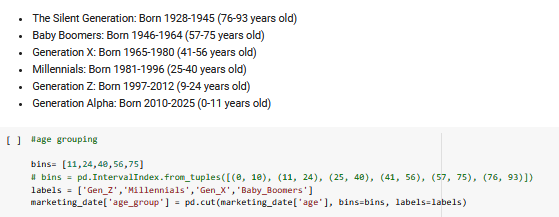 The Silent Generation: Born 1928-1945 (76-93 years old)
Baby Boomers: Born 1946-1964 (57-75 years old)
Generation X: Born 1965-1980 (41-56 years old)
Millennials: Born 1981-1996 (25-40 years old)
Generation Z: Born 1997-2012 (9-24 years old)
Generation Alpha: Born 2010-2025 (0-11 years old)
[ ] #age grouping
bins= [11,24,40,56,75]
# bins = pd.IntervalIndex.from_tuples([(0, 10), (11, 24), (25, 40), (41, 56), (57, 75), (76, 93)])
labels = ['Gen_Z','Millennials','Gen_X','Baby_Boomers']
marketing_date['age_group'] = pd.cut(marketing_date['age'], bins=bins, labels=labels)